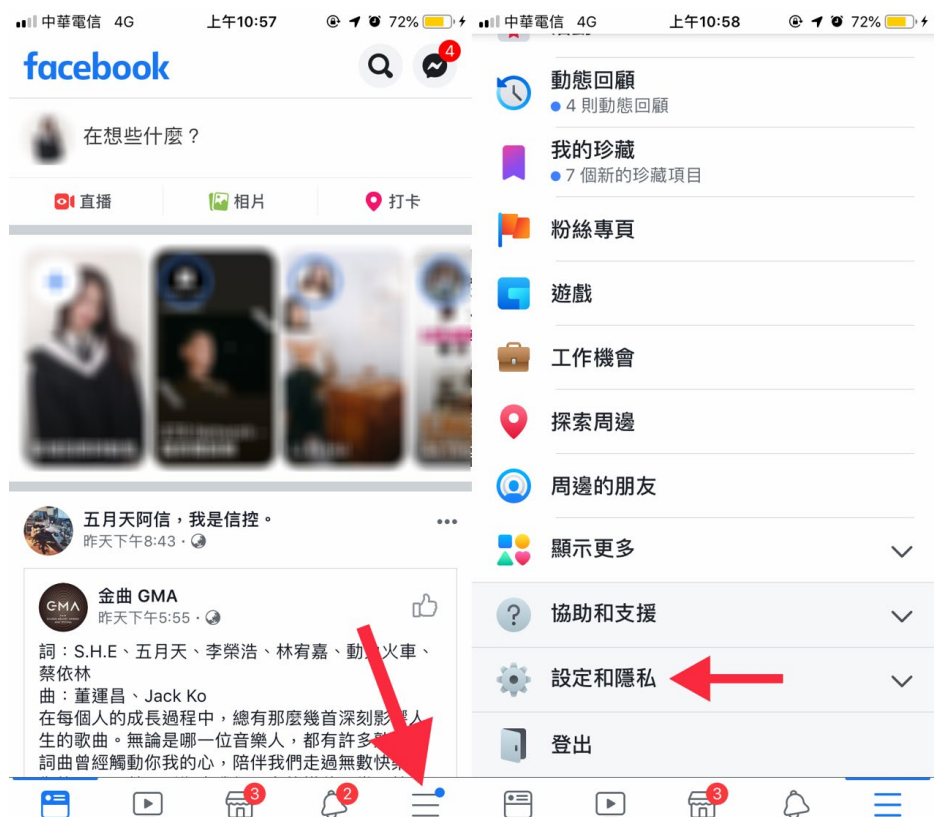 中華電信 4G 上午10:57 72%
facebook
4
在想些什麼？
直播 相片 打卡
五月天阿信，我是信控。
昨天下午8:43
GMA
金曲 GMA
昨天下午5:55
詞：S.H.E、五月天、李榮浩、林宥嘉、動火車、
蔡依林
曲：董運昌、Jack Ko
在每個人的成長過程中，總有那麼幾首深刻影響人
生的歌曲。無論是哪一位音樂人，都有許多
詞曲曾經觸動你我的心，陪伴我們走過無數快
3 2
中華電信 4G 上午10:58 72%
動態回顧
4 則動態回顧
我的珍藏
7 個新的珍藏項目
粉絲專頁
遊戲
工作機會
探索周邊
周邊的朋友
顯示更多
協助和支援
設定和隱私
登出
3